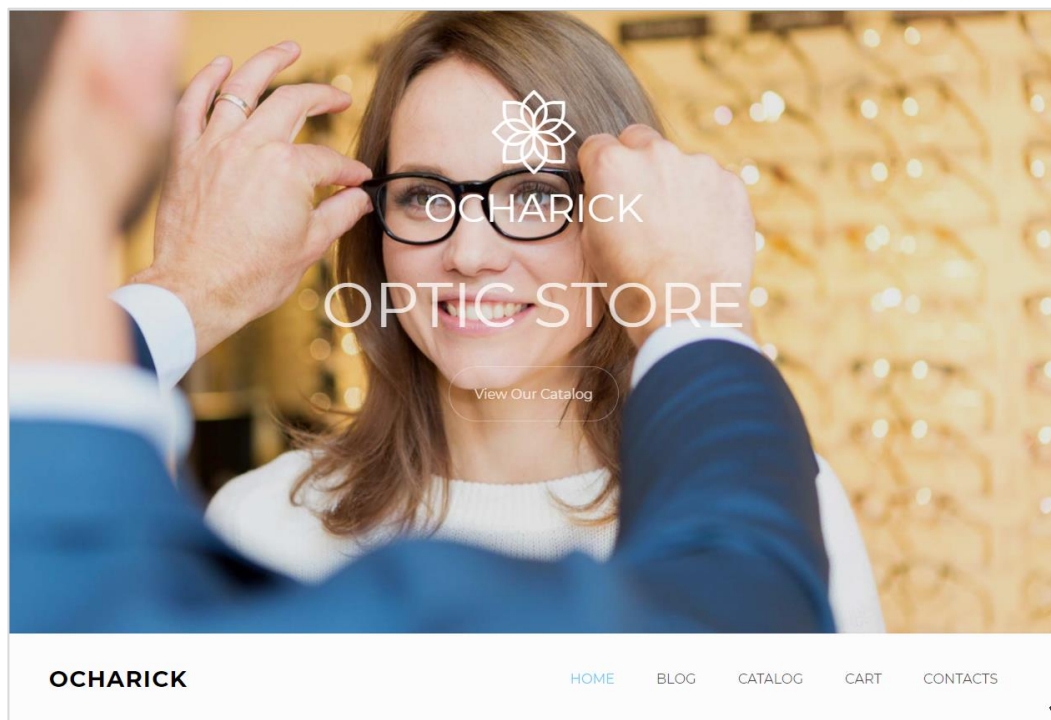 OCHARICK
OPTIC STORE
View Our Catalog
OCHARICK
HOME BLOG CATALOG CART CONTACTS